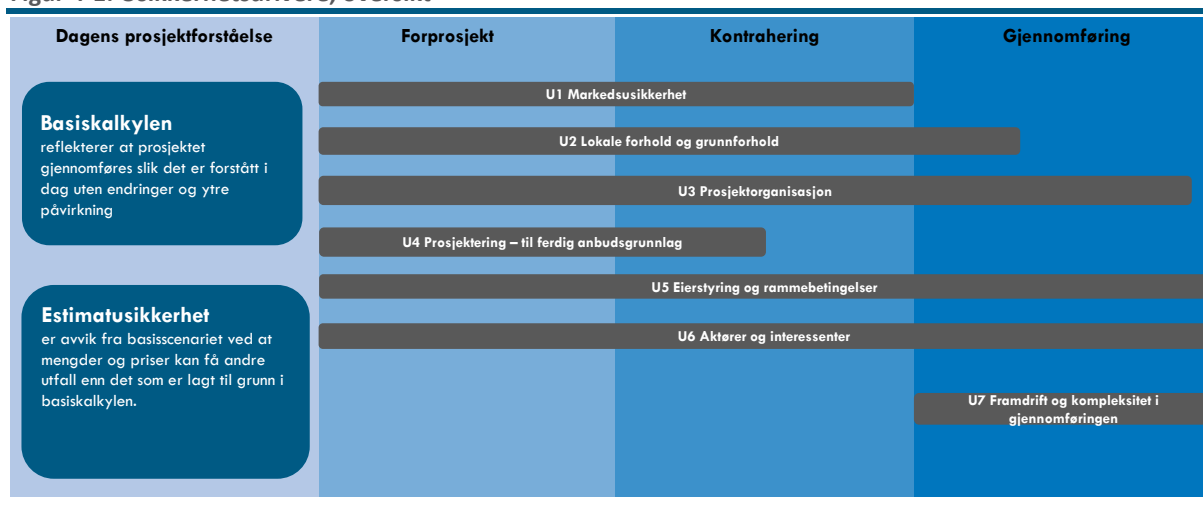 Dagens prosjektforståelse
Forprosjekt
Kontrahering
Gjennomføring
Basiskalkylen
reflekterer at prosjektet
gjennomføres slik det er forstått i
dag uten endringer og ytre
påvirkning
Estimatusikkerhet
er avvik fra basisscenariet ved at
mengder og priser kan få andre
utfall enn det som er lagt til grunn i
basiskalkylen.
U1 Markedsusikkerhet
U2 Lokale forhold og grunnforhold
U3 Prosjektorganisasjon
U4 Prosjektering – til ferdig anbudsgrunnlag
U5 Eierstyring og rammebetingelser
U6 Aktører og interessenter
U7 Framdrift og kompleksitet i
gjennomføringen